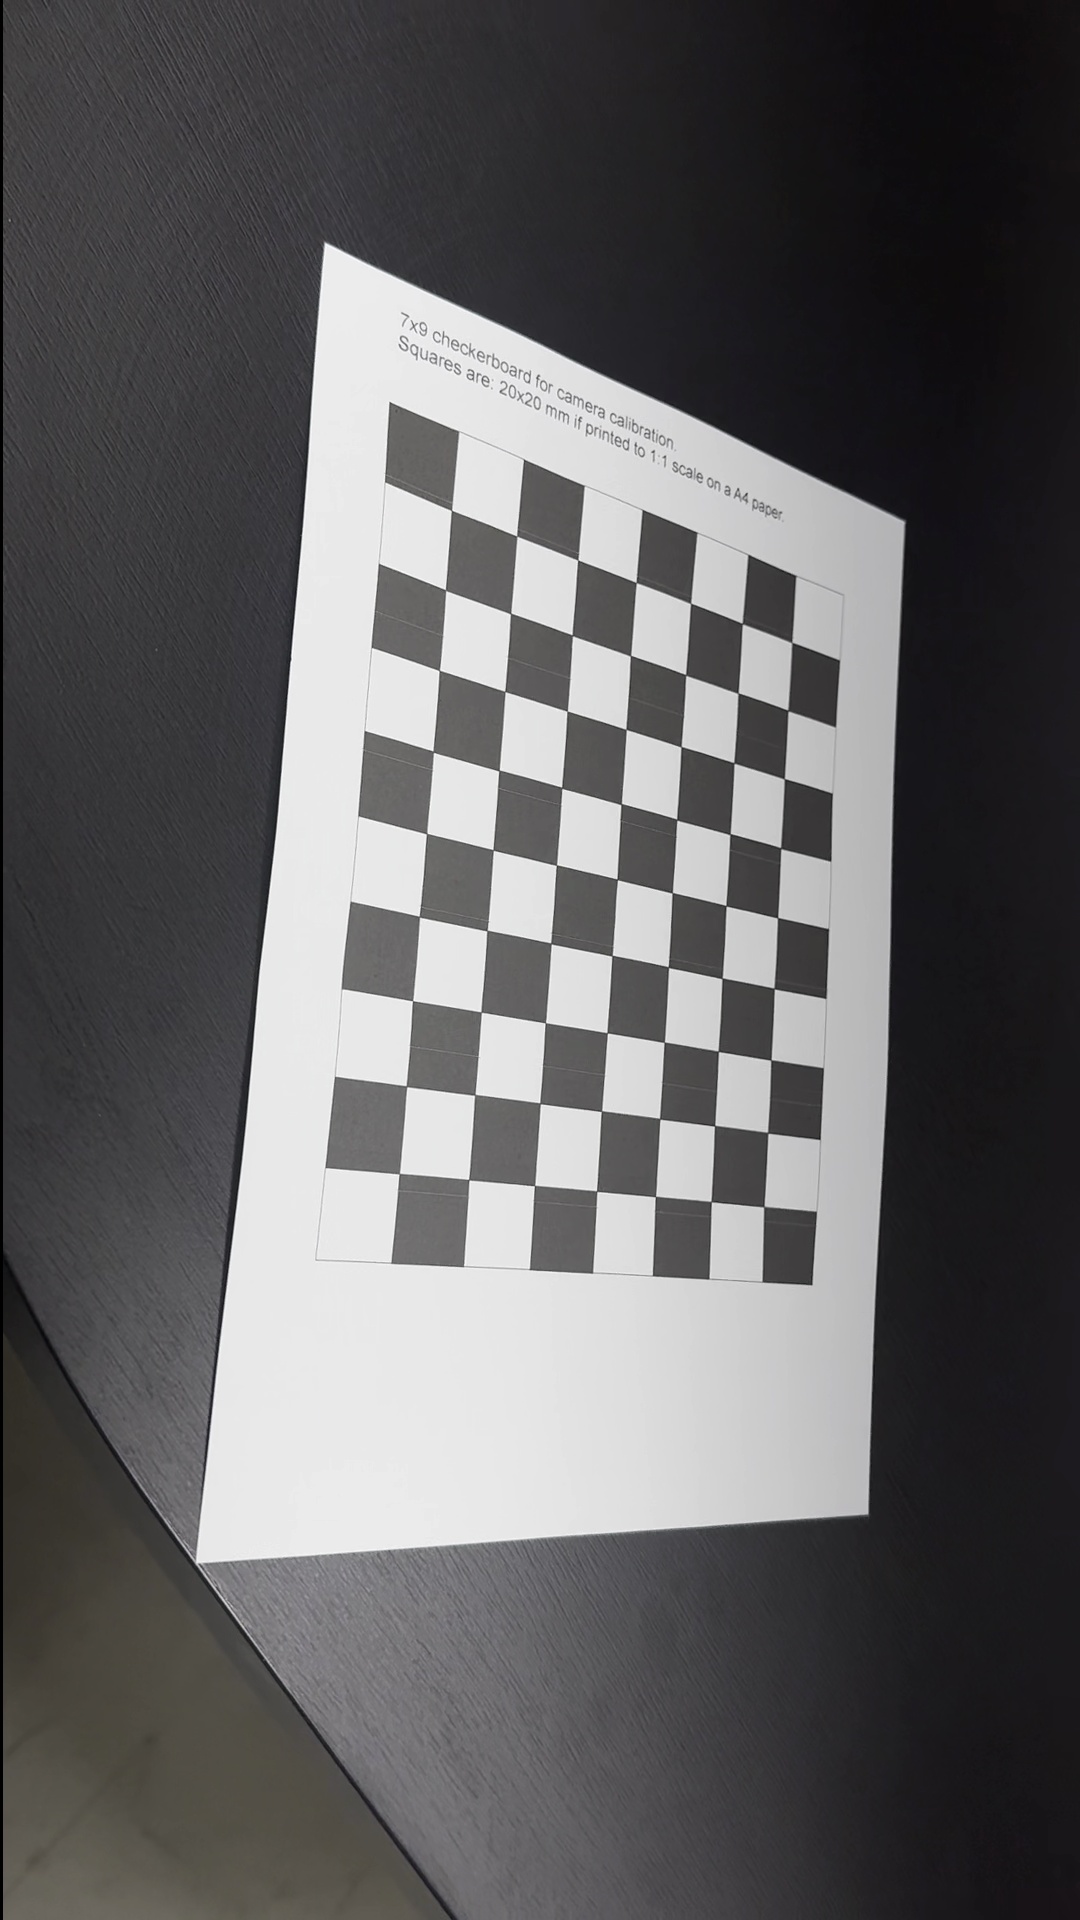 7x9 checkerboard for camera calibration.
Squares are: 20x20 mm if printed to 1:1 scale on a A4 paper.